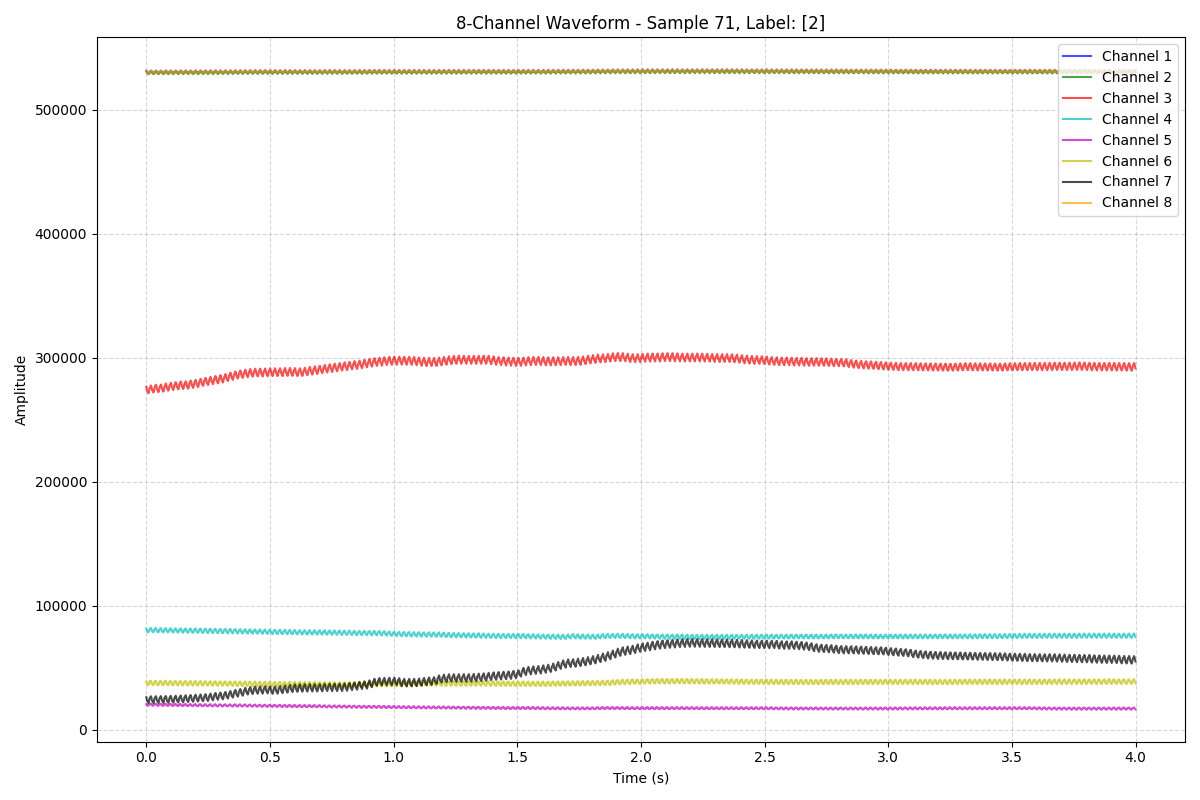 8-Channel Waveform - Sample 71, Label: [2]
Channel 1
Channel 2
Channel 3
Channel 4
Channel 5
Channel 6
Channel 7
Channel 8
Amplitude
500000
400000
300000
200000
100000
0
0.0 0.5 1.0 1.5 2.0 2.5 3.0 3.5 4.0
Time (s)